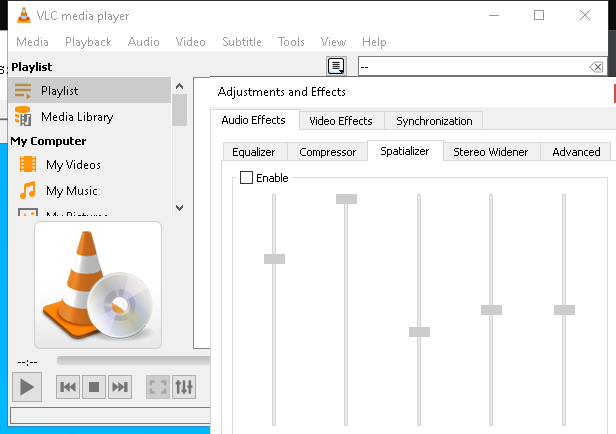 VLC media player
Media Playback Audio Video Subtitle Tools View Help
Playlist
--
Playlist
Media Library
My Computer
My Videos
My Music
My Pictures
--:--
Adjustments and Effects
Audio Effects Video Effects Synchronization
Equalizer Compressor Spatializer Stereo Widener Advanced
Enable